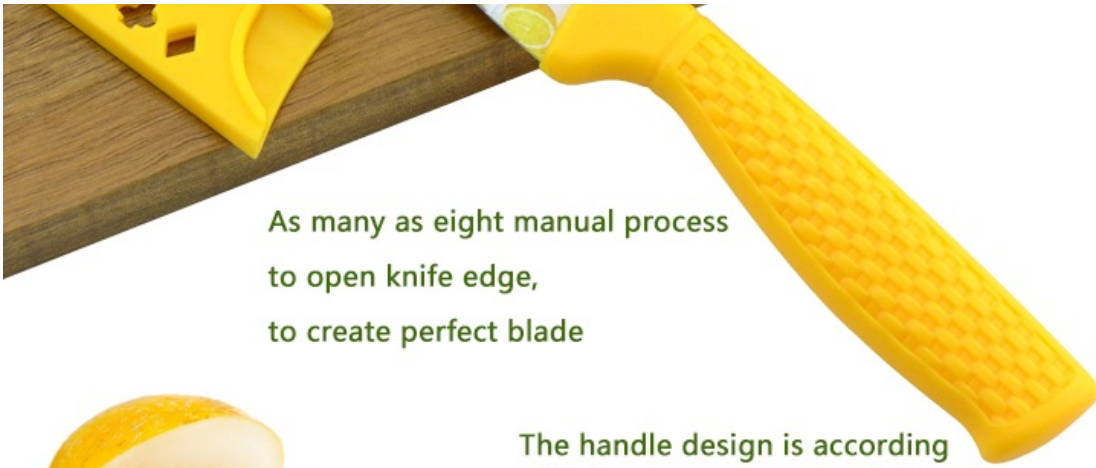 As many as eight manual process
to open knife edge,
to create perfect blade
The handle design is according